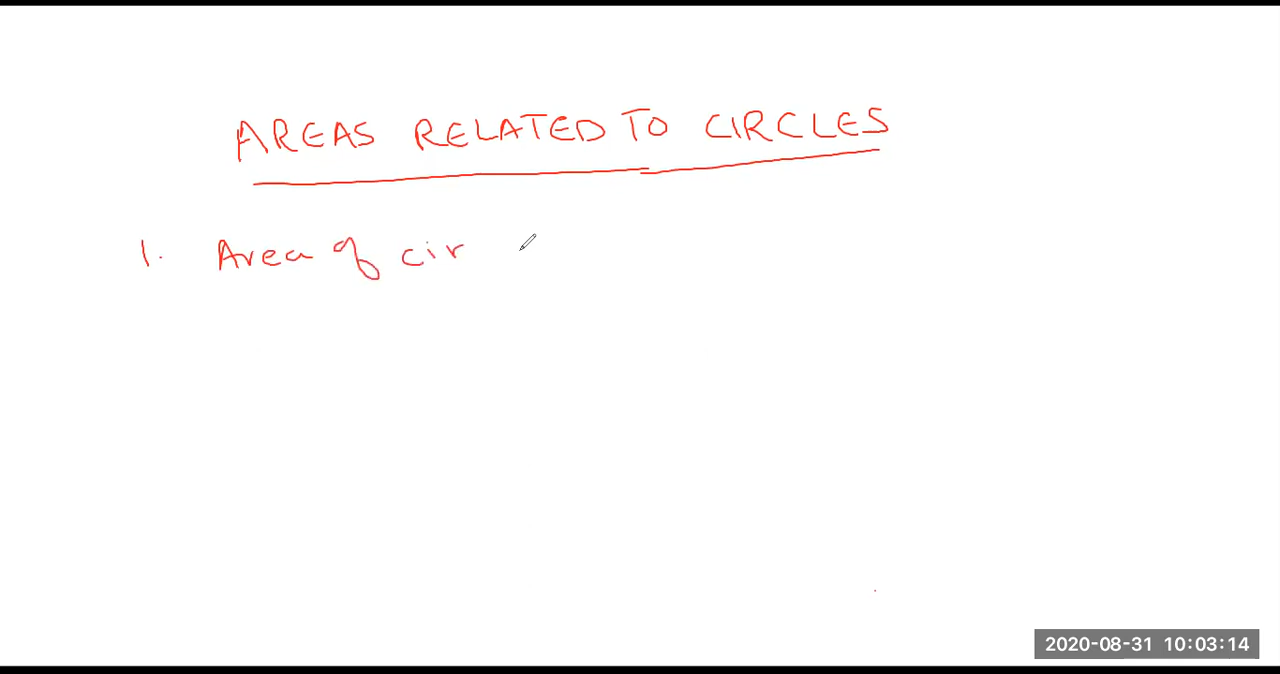 AREAS RELATED TO CIRCLES
1. Area of cir
2020-08-31 10:03:14